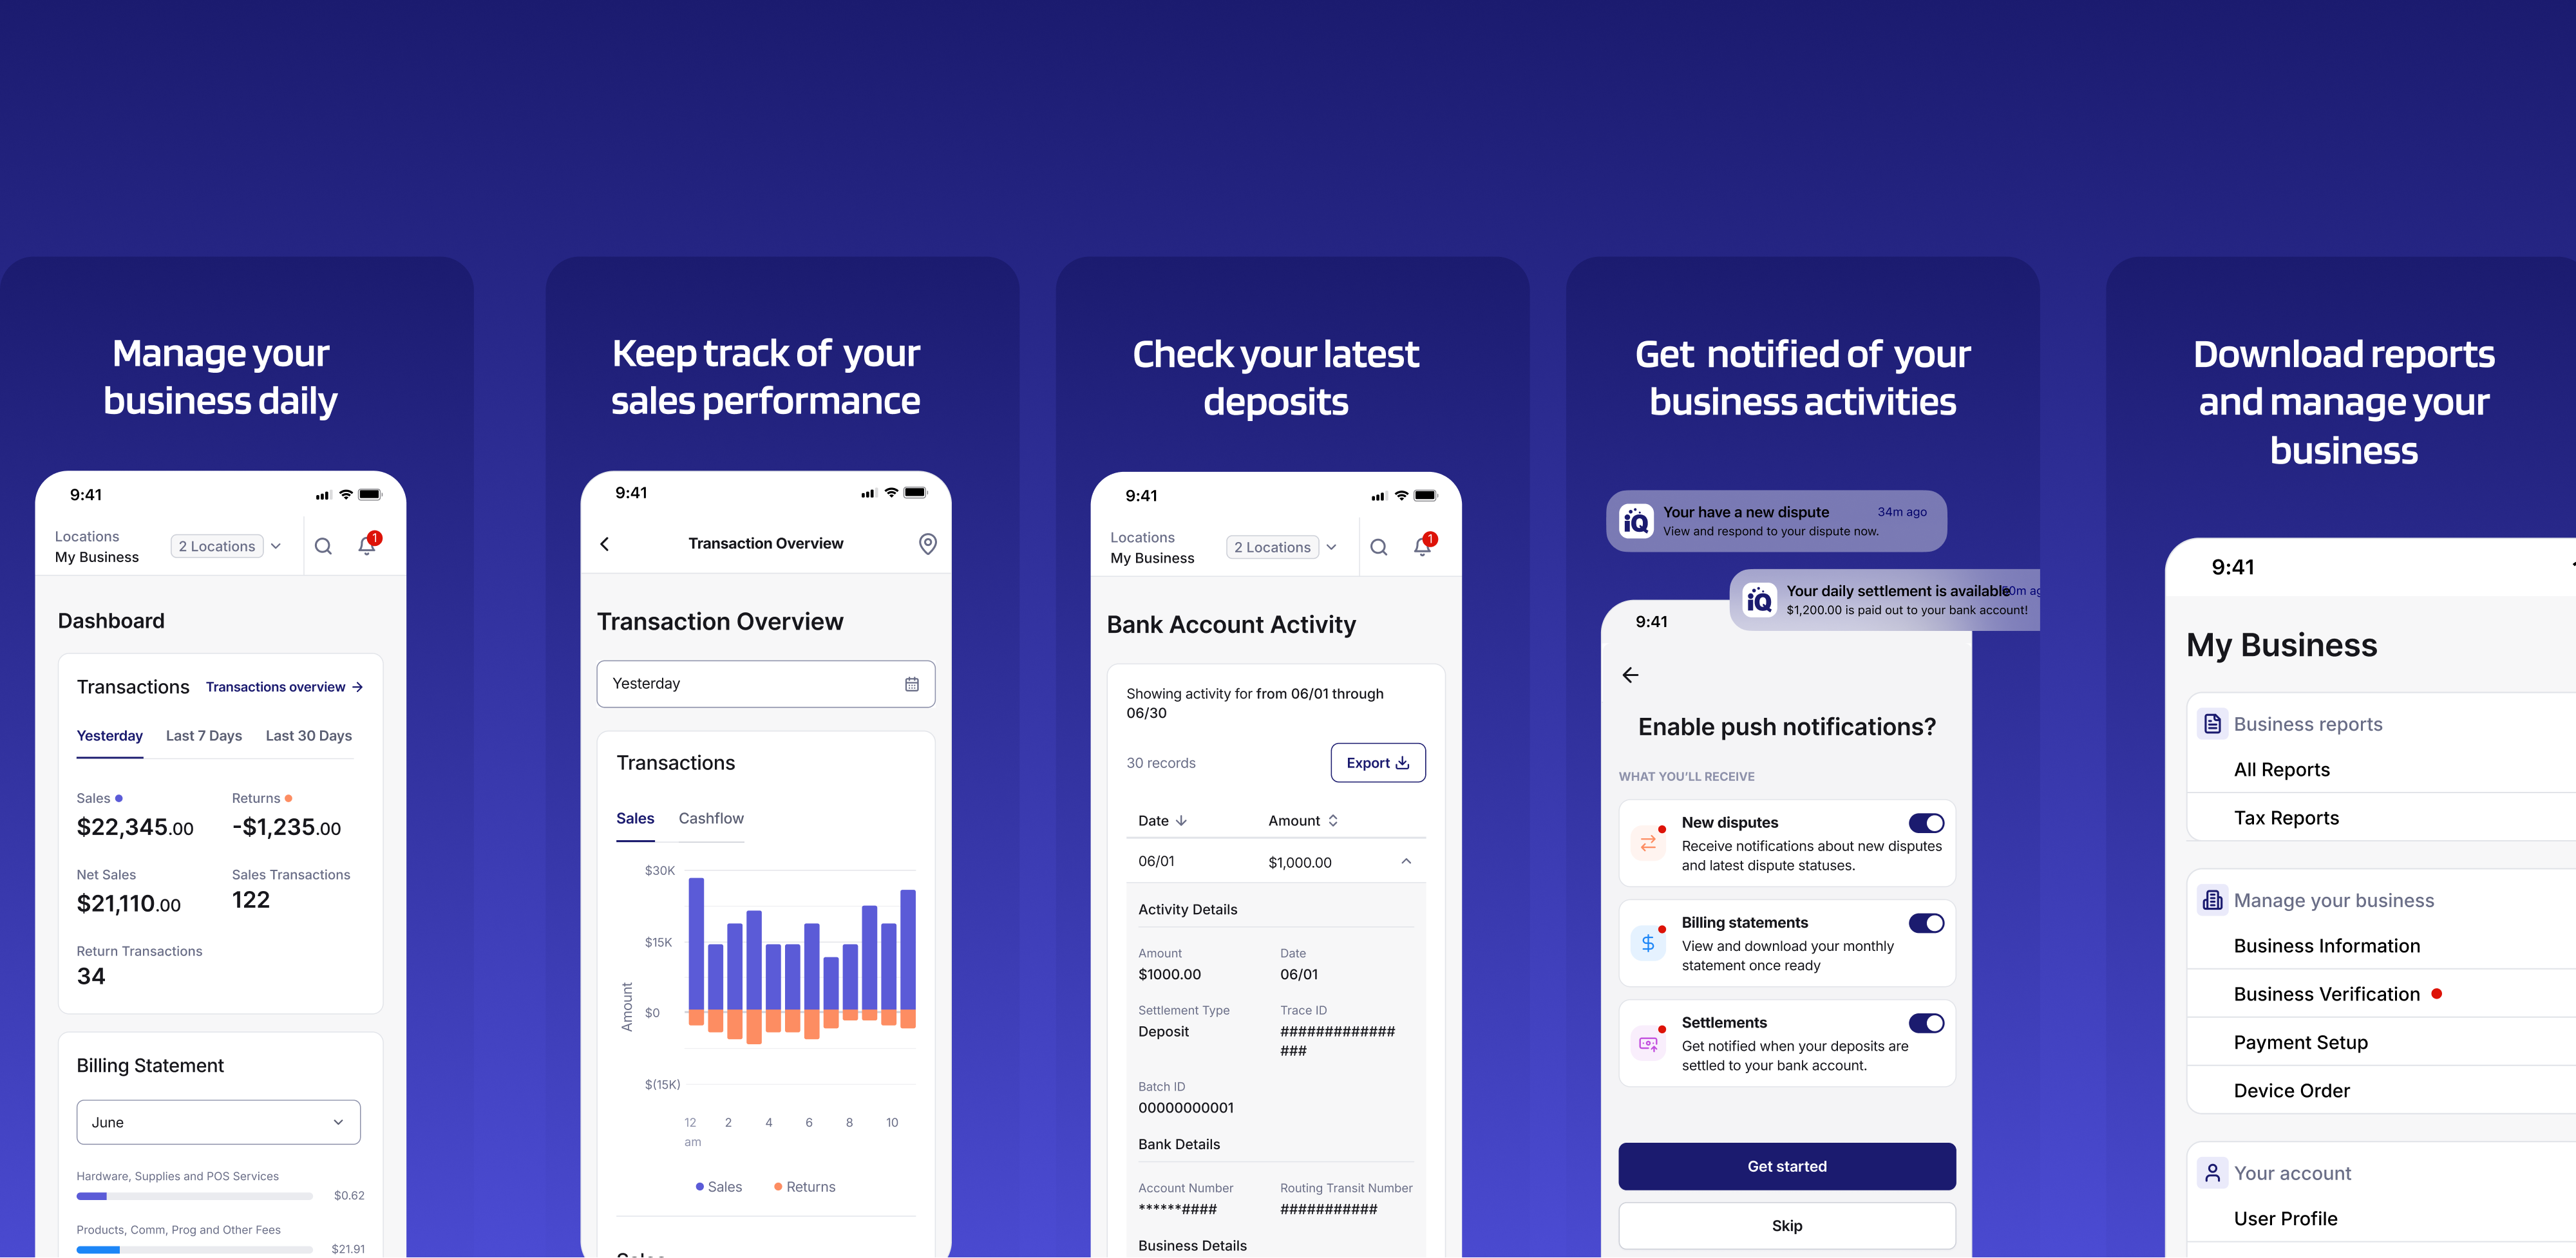 Manage your
business daily
9:41
Locations
My Business
2 Locations
1
Dashboard
Transactions
Transactions overview →
Yesterday
Last 7 Days
Last 30 Days
Sales
Returns
$22,345.00
-$1,235.00
Net Sales
Sales Transactions
$21,110.00
122
Return Transactions
34
Billing Statement
June
Hardware, Supplies and POS Services
$0.62
Products, Comm, Prog and Other Fees
$21.91
Keep track of your
sales performance
9:41
Transaction Overview
Transaction Overview
Yesterday
Transactions
Sales
Cashflow
$30K
$15K
$0
$(15K)
Amount
12 2 4 6 8 10
am
Sales
Returns
Sales
Check your latest
deposits
9:41
Locations
My Business
2 Locations
1
Bank Account Activity
Showing activity for from 06/01 through
06/30
30 records
Export
Date
Amount
06/01
$1,000.00
Activity Details
Amount
Date
$1000.00
06/01
Settlement Type
Trace ID
Deposit
#############
###
Batch ID
00000000001
Bank Details
Account Number
Routing Transit Number
******####
###########
Business Details
Get notified of your
business activities
iQ
Your have a new dispute
34m ago
View and respond to your dispute now.
iQ
Your daily settlement is available
$1,200.00 is paid out to your bank account!
9:41
Enable push notifications?
WHAT YOU'LL RECEIVE
New disputes
Receive notifications about new disputes
and latest dispute statuses.
Billing statements
View and download your monthly
statement once ready
Settlements
Get notified when your deposits are
settled to your bank account.
Get started
Skip
Download reports
and manage your
business
9:41
My Business
Business reports
All Reports
Tax Reports
Manage your business
Business Information
Business Verification
Payment Setup
Device Order
Your account
User Profile